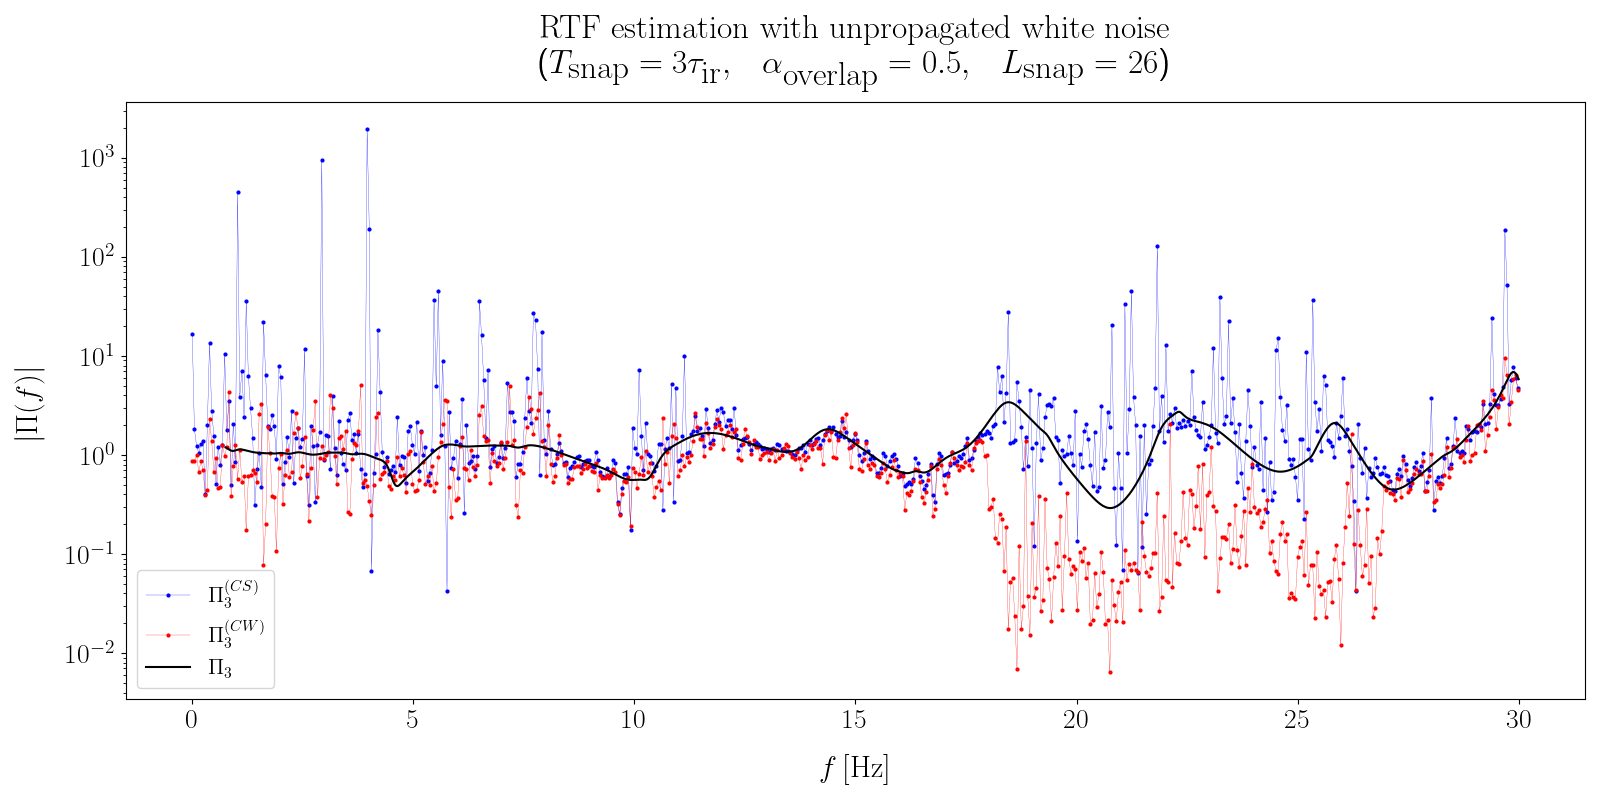 RTF estimation with unpropagated white noise
(T_snap = 3τ_ir, α_overlap = 0.5, L_snap = 26)
|Π(f)|
10^3
10^2
10^1
10^0
10^−1
10^−2
Π_3^(CS)
Π_3^(CW)
Π_3
0 5 10 15 20 25 30
f [Hz]